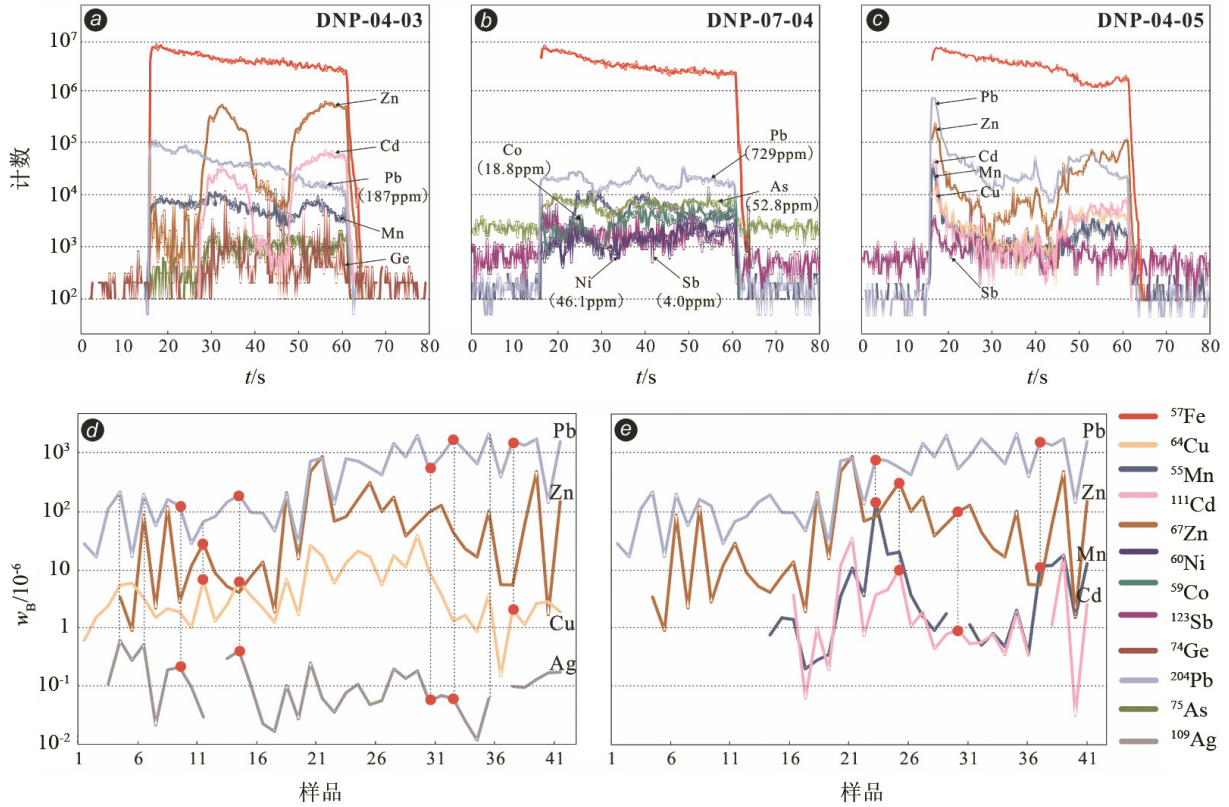 a DNP-04-03
b DNP-07-04
c DNP-04-05
计数
10⁷
10⁶
10⁵
10⁴
10³
10²
Zn
Cd
Pb
(187ppm)
Mn
Ge
0 10 20 30 40 50 60 70 80
t/s
Co
(18.8ppm)
Pb
(729ppm)
As
(52.8ppm)
Ni
(46.1ppm)
Sb
(4.0ppm)
0 10 20 30 40 50 60 70 80
t/s
Pb
Zn
Cd
Mn
Cu
Sb
0 10 20 30 40 50 60 70 80
t/s
d
w_B/10⁻⁶
10³
10²
10
1
10⁻¹
10⁻²
Pb
Zn
Cu
Ag
1 6 11 16 21 26 31 36 41
样品
e
Pb
Zn
Mn
Cd
1 6 11 16 21 26 31 36 41
样品
⁵⁷Fe
⁶⁴Cu
⁵⁵Mn
¹¹¹Cd
⁶⁷Zn
⁶⁰Ni
⁵⁹Co
¹²³Sb
⁷⁴Ge
²⁰⁴Pb
⁷⁵As
¹⁰⁹Ag